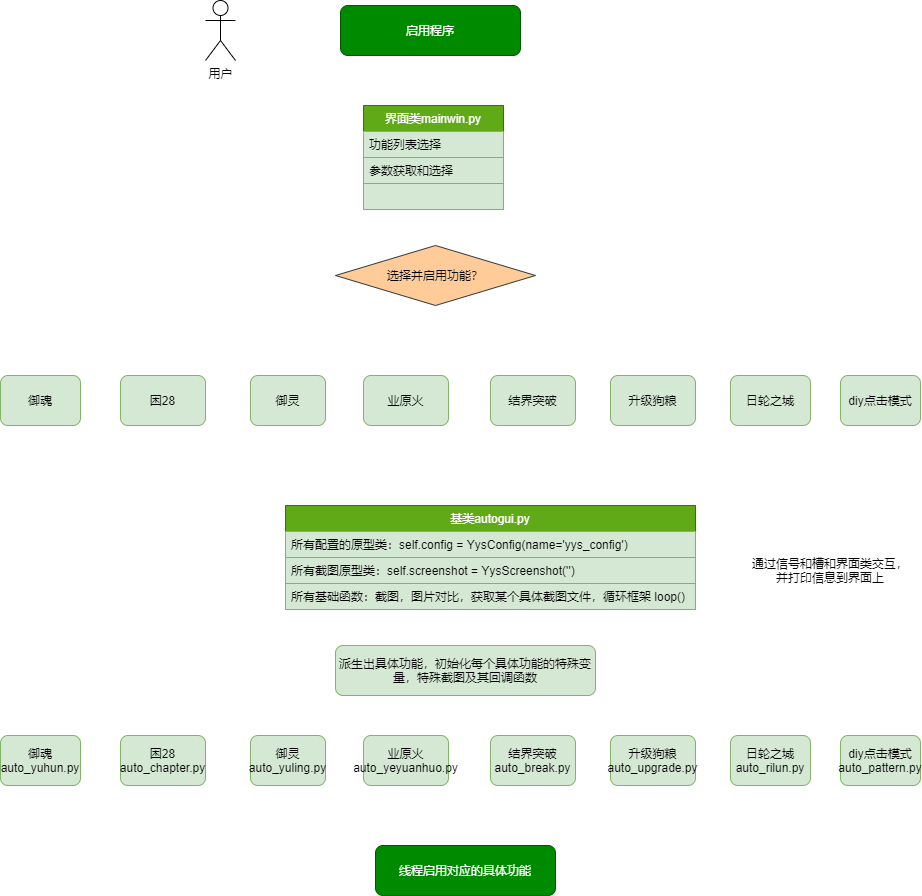 启用程序
用户
界面类mainwin.py
功能列表选择
参数获取和选择
选择并启用功能?
御魂
困28
御灵
业原火
结界突破
升级狗粮
日轮之城
diy点击模式
基类autogui.py
所有配置的原型类：self.config = YysConfig(name='yys_config')
所有截图原型类：self.screenshot = YysScreenshot('')
所有基础函数：截图，图片对比，获取某个具体截图文件，循环框架 loop()
通过信号和槽和界面类交互，
并打印信息到界面上
派生出具体功能，初始化每个具体功能的特殊变
量，特殊截图及其回调函数
御魂
auto_yuhun.py
困28
auto_chapter.py
御灵
auto_yuling.py
业原火
auto_yeyuanhuo.py
结界突破
auto_break.py
升级狗粮
auto_upgrade.py
日轮之城
auto_rilun.py
diy点击模式
auto_pattern.py
线程启用对应的具体功能